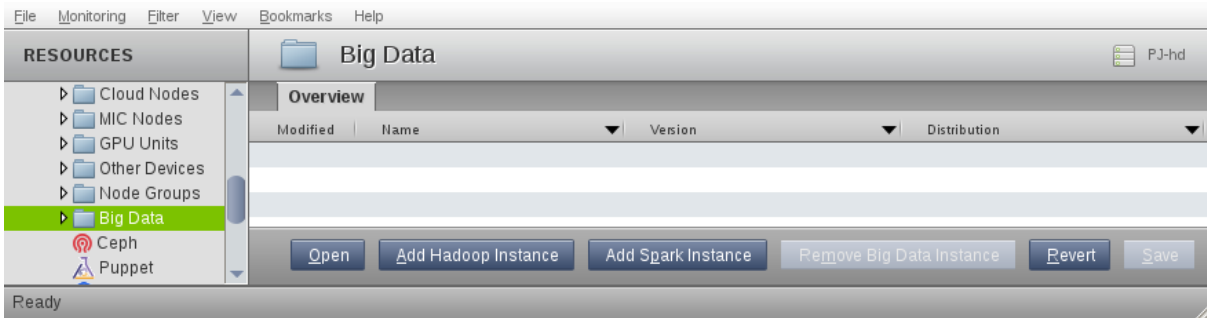 File Monitoring Filter View Bookmarks Help
RESOURCES
Big Data
PJ-hd
Cloud Nodes
MIC Nodes
GPU Units
Other Devices
Node Groups
Big Data
Ceph
Puppet
Overview
Modified Name Version Distribution
Open Add Hadoop Instance Add Spark Instance Remove Big Data Instance Revert Save
Ready